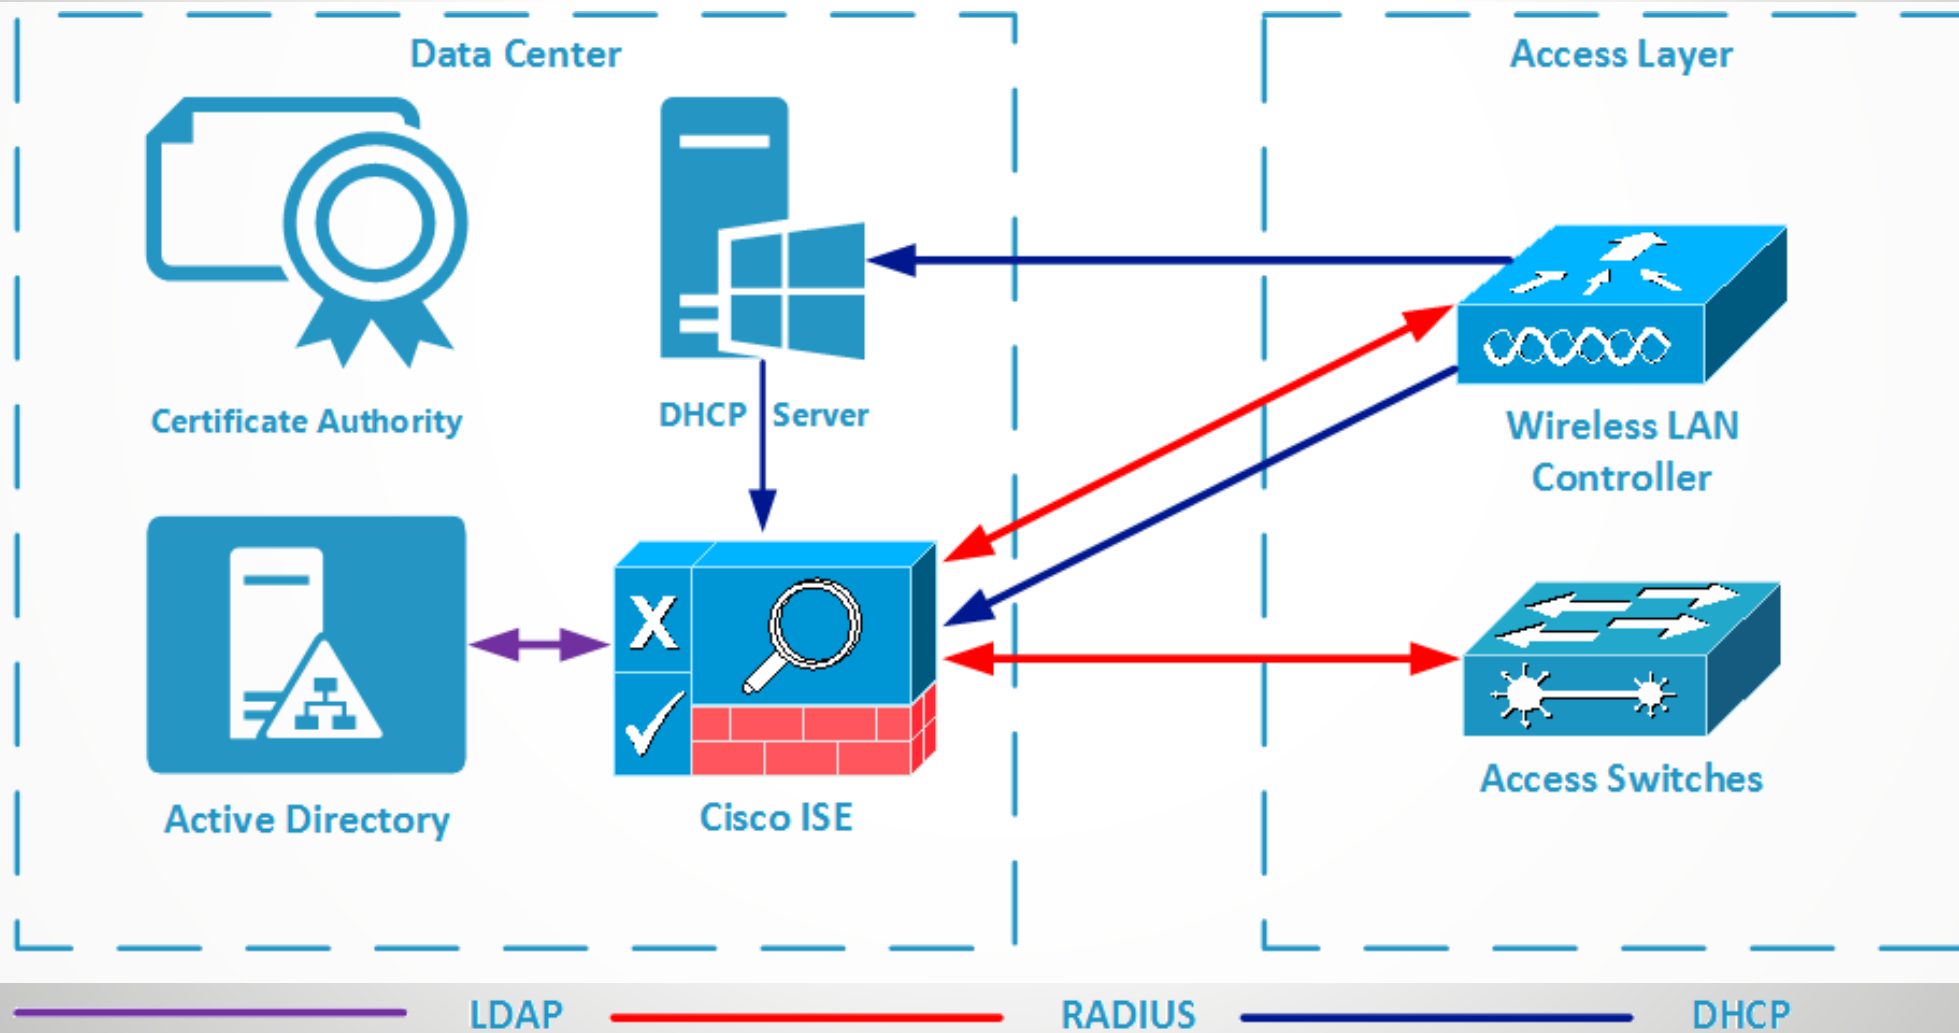 Data Center
Access Layer
Certificate Authority
DHCP Server
Wireless LAN
Controller
X
Active Directory
Cisco ISE
Access Switches
LDAP
RADIUS
DHCP